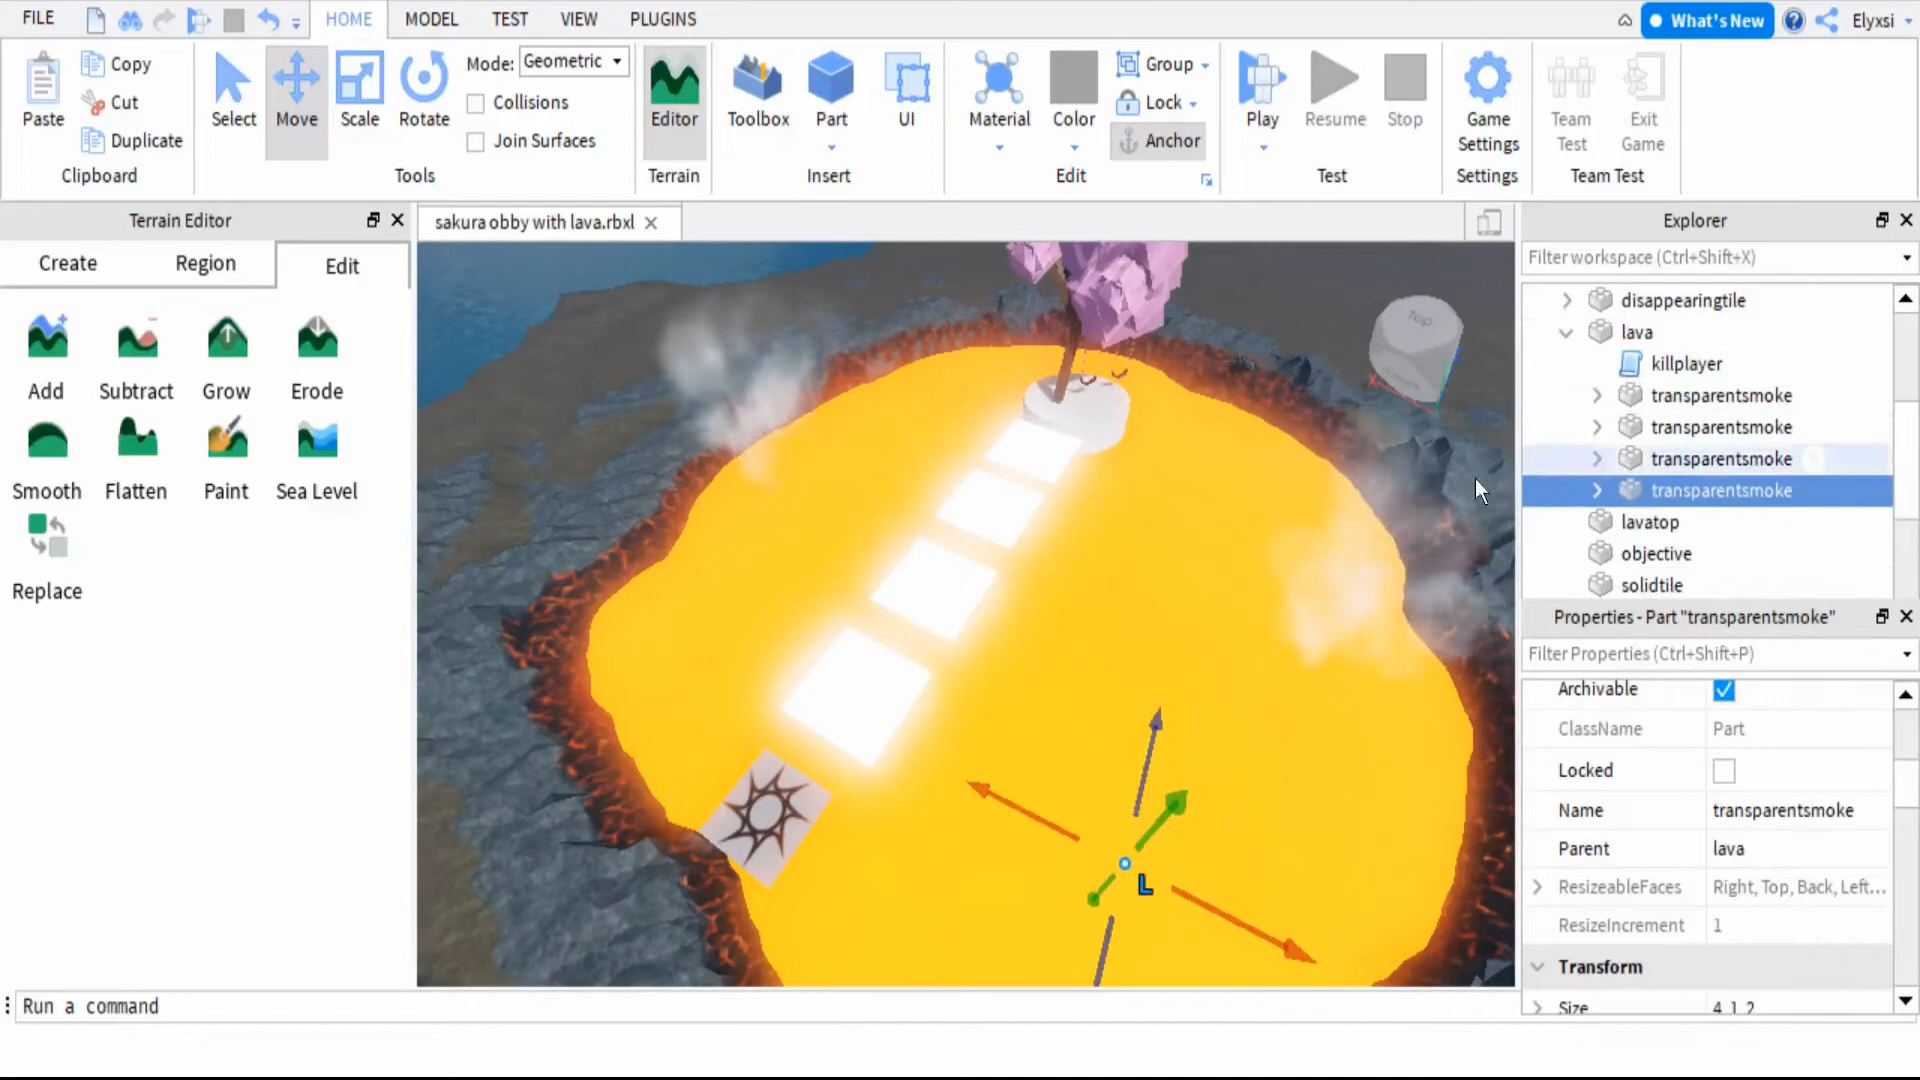 FILE HOME MODEL TEST VIEW PLUGINS What's New Elyxsi
Paste Copy Cut Duplicate Clipboard
Select Move Scale Rotate Mode: Geometric Collisions Join Surfaces Tools
Editor Terrain
Toolbox Part UI Insert
Material Color Group Lock Anchor Edit
Play Resume Stop Test
Game Settings Settings
Team Test Exit Game Team Test
Terrain Editor
Create Region Edit
Add Subtract Grow Erode
Smooth Flatten Paint Sea Level
Replace
sakura obby with lava.rbxl
Top
L
Explorer
Filter workspace (Ctrl+Shift+X)
disappearingtile
lava
killplayer
transparentsmoke
transparentsmoke
transparentsmoke
transparentsmoke
lavatop
objective
solidtile
Properties - Part "transparentsmoke"
Filter Properties (Ctrl+Shift+P)
Archivable
ClassName Part
Locked
Name transparentsmoke
Parent lava
ResizeableFaces Right, Top, Back, Left...
ResizeIncrement 1
Transform
Size 4 1 2
Run a command